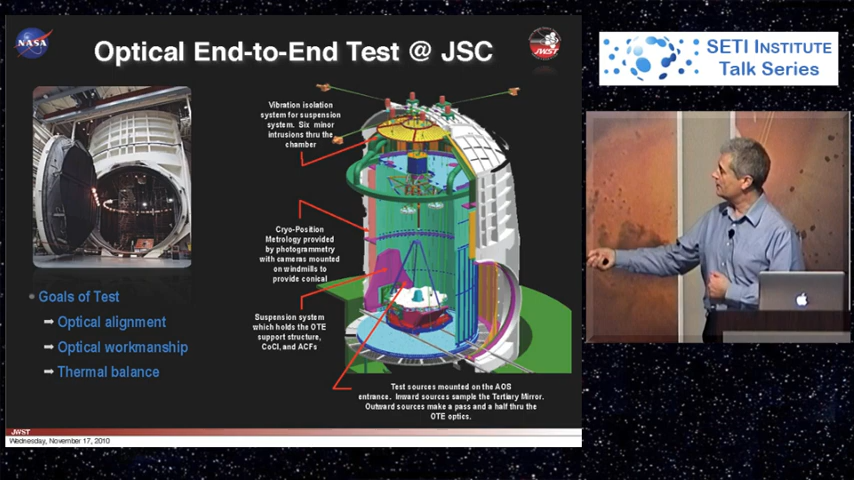 NASA
Optical End-to-End Test @ JSC
JWST
SETI INSTITUTE
Talk Series
Vibration isolation
system for suspension
system. Six minor
intrusions thru the
chamber
Cryo-Position
Metrology provided
by photogrammetry
with cameras mounted
on windmills to
provide conical
Suspension system
which holds the OTE
support structure,
CoCI, and ACFs
Goals of Test
Optical alignment
Optical workmanship
Thermal balance
Test sources mounted on the AOS
entrance. Inward sources sample the Tertiary Mirror.
Outward sources make a pass and a half thru the
OTE optics.
JWST
Wednesday, November 17, 2010